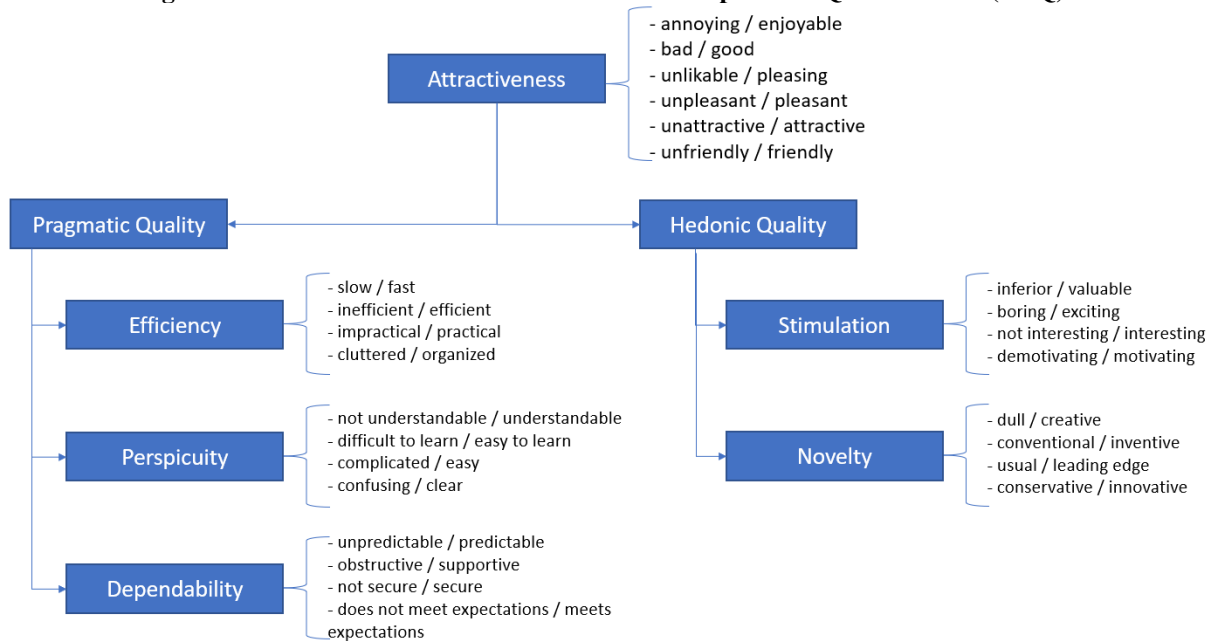 Attractiveness
- annoying / enjoyable
- bad / good
- unlikable / pleasing
- unpleasant / pleasant
- unattractive / attractive
- unfriendly / friendly
Pragmatic Quality
Hedonic Quality
Efficiency
- slow / fast
- inefficient / efficient
- impractical / practical
- cluttered / organized
Stimulation
- inferior / valuable
- boring / exciting
- not interesting / interesting
- demotivating / motivating
Perspicuity
- not understandable / understandable
- difficult to learn / easy to learn
- complicated / easy
- confusing / clear
Novelty
- dull / creative
- conventional / inventive
- usual / leading edge
- conservative / innovative
Dependability
- unpredictable / predictable
- obstructive / supportive
- not secure / secure
- does not meet expectations / meets
expectations